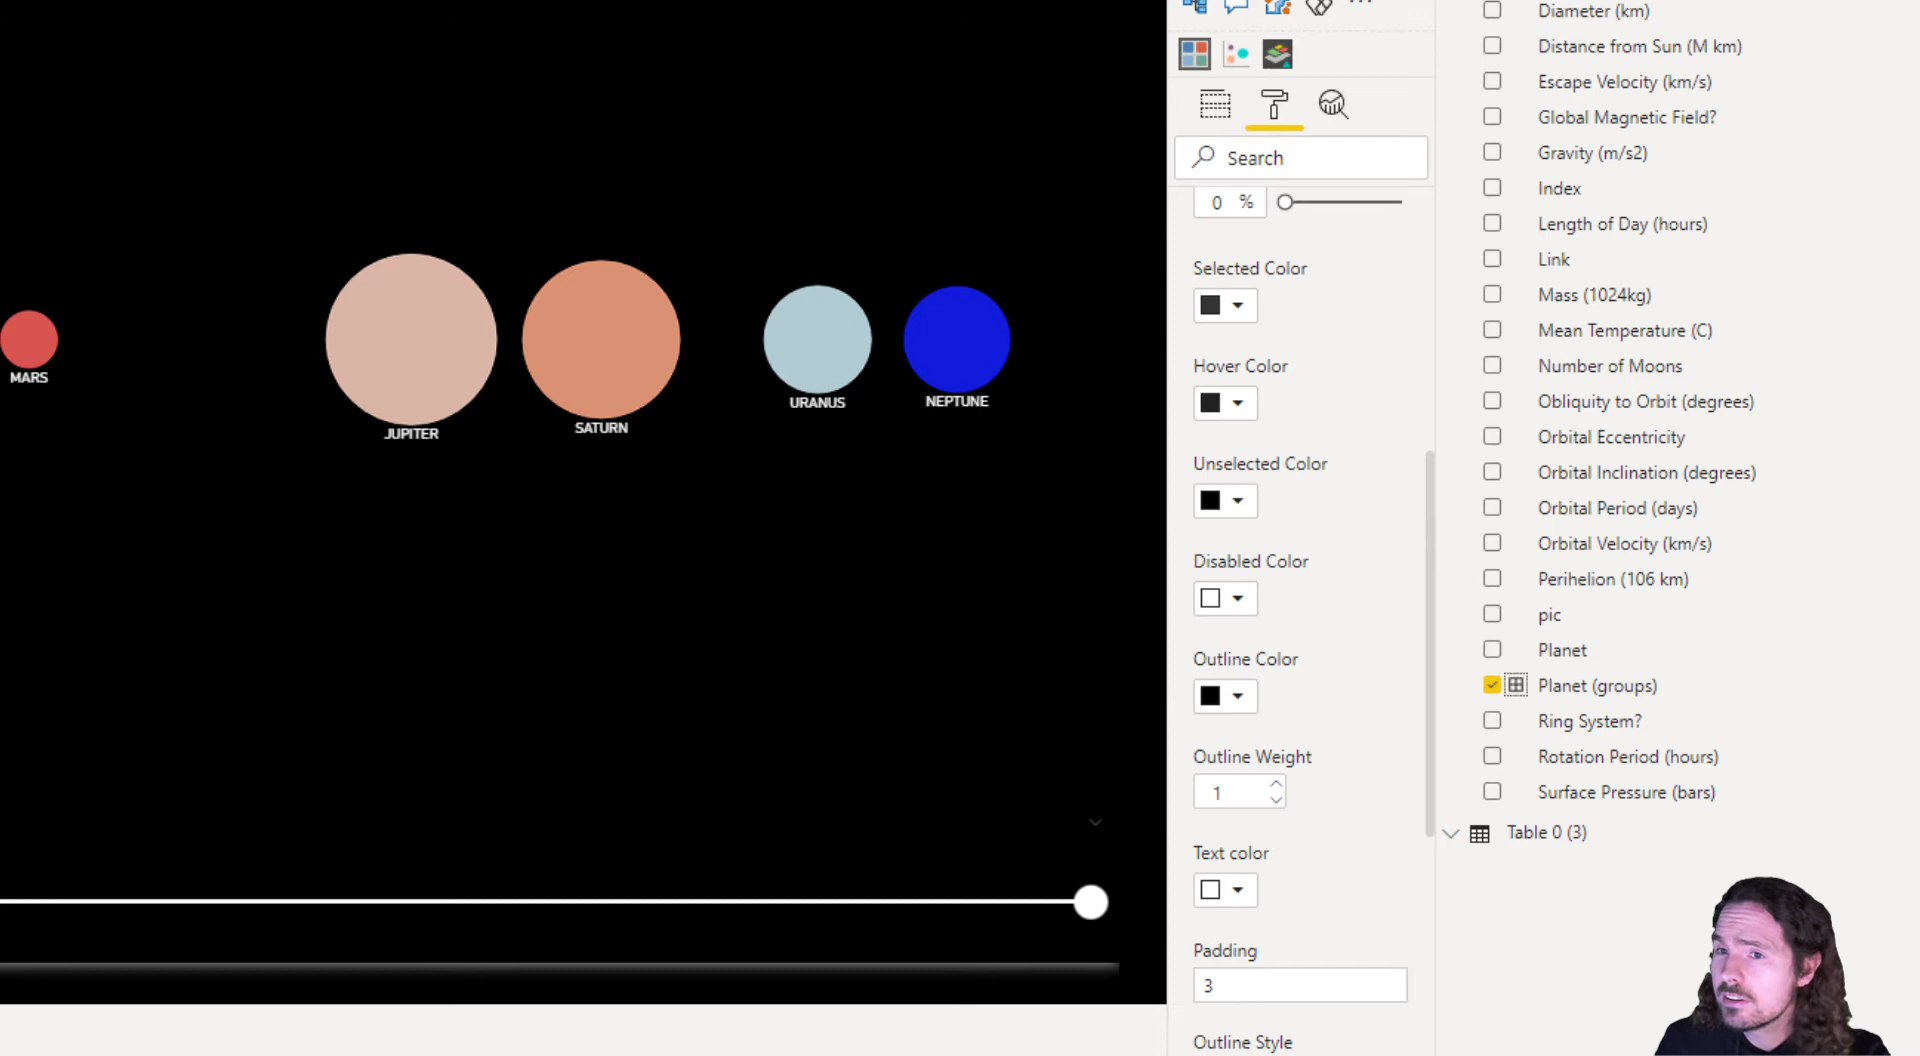 MARS
JUPITER
SATURN
URANUS
NEPTUNE
Search
0 %
Selected Color
Hover Color
Unselected Color
Disabled Color
Outline Color
Outline Weight
1
Text color
Padding
3
Outline Style
Diameter (km)
Distance from Sun (M km)
Escape Velocity (km/s)
Global Magnetic Field?
Gravity (m/s2)
Index
Length of Day (hours)
Link
Mass (1024kg)
Mean Temperature (C)
Number of Moons
Obliquity to Orbit (degrees)
Orbital Eccentricity
Orbital Inclination (degrees)
Orbital Period (days)
Orbital Velocity (km/s)
Perihelion (106 km)
pic
Planet
Planet (groups)
Ring System?
Rotation Period (hours)
Surface Pressure (bars)
Table 0 (3)